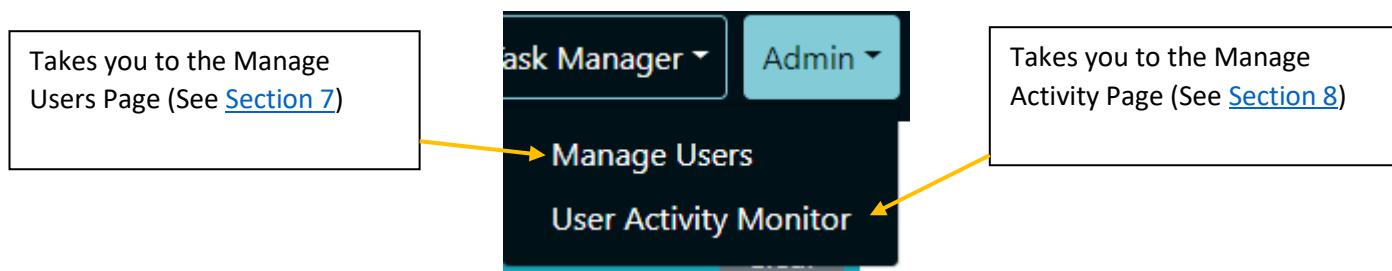 Takes you to the Manage
Users Page (See Section 7)
ask Manager
Admin
Manage Users
User Activity Monitor
Takes you to the Manage
Activity Page (See Section 8)